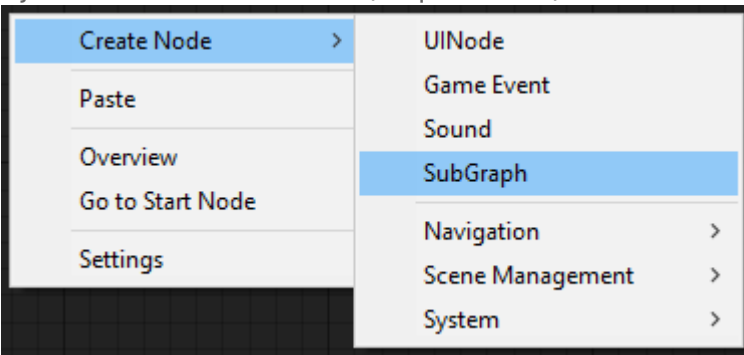 Create Node
Paste
Overview
Go to Start Node
Settings
UINode
Game Event
Sound
SubGraph
Navigation
Scene Management
System